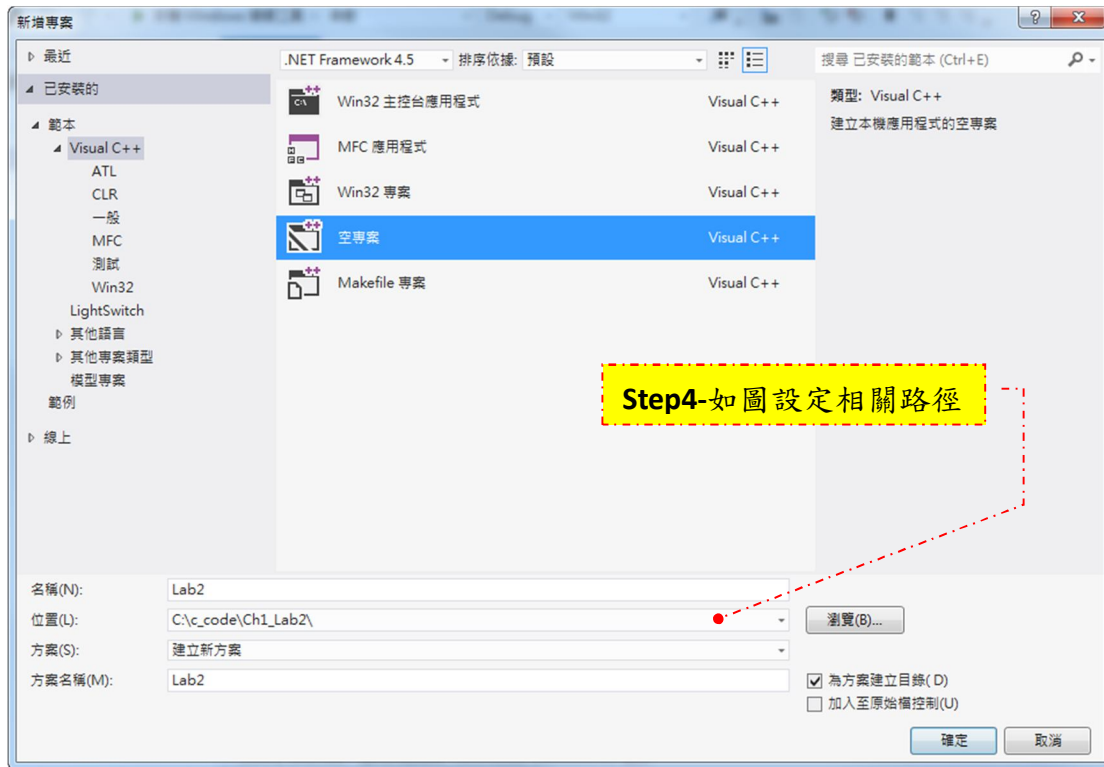 新增專案
最近
已安裝的
範本
Visual C++
ATL
CLR
一般
MFC
測試
Win32
LightSwitch
其他語言
其他專案類型
模型專案
範例
線上
.NET Framework 4.5 排序依據: 預設
Win32 主控台應用程式 Visual C++
MFC 應用程式 Visual C++
Win32 專案 Visual C++
空專案 Visual C++
Makefile 專案 Visual C++
搜尋 已安裝的範本 (Ctrl+E)
類型: Visual C++
建立本機應用程式的空專案
Step4-如圖設定相關路徑
名稱(N): Lab2
位置(L): C:\c_code\Ch1_Lab2\ 瀏覽(B)...
方案(S): 建立新方案
方案名稱(M): Lab2
為方案建立目錄(D)
加入至原始檔控制(U)
確定 取消